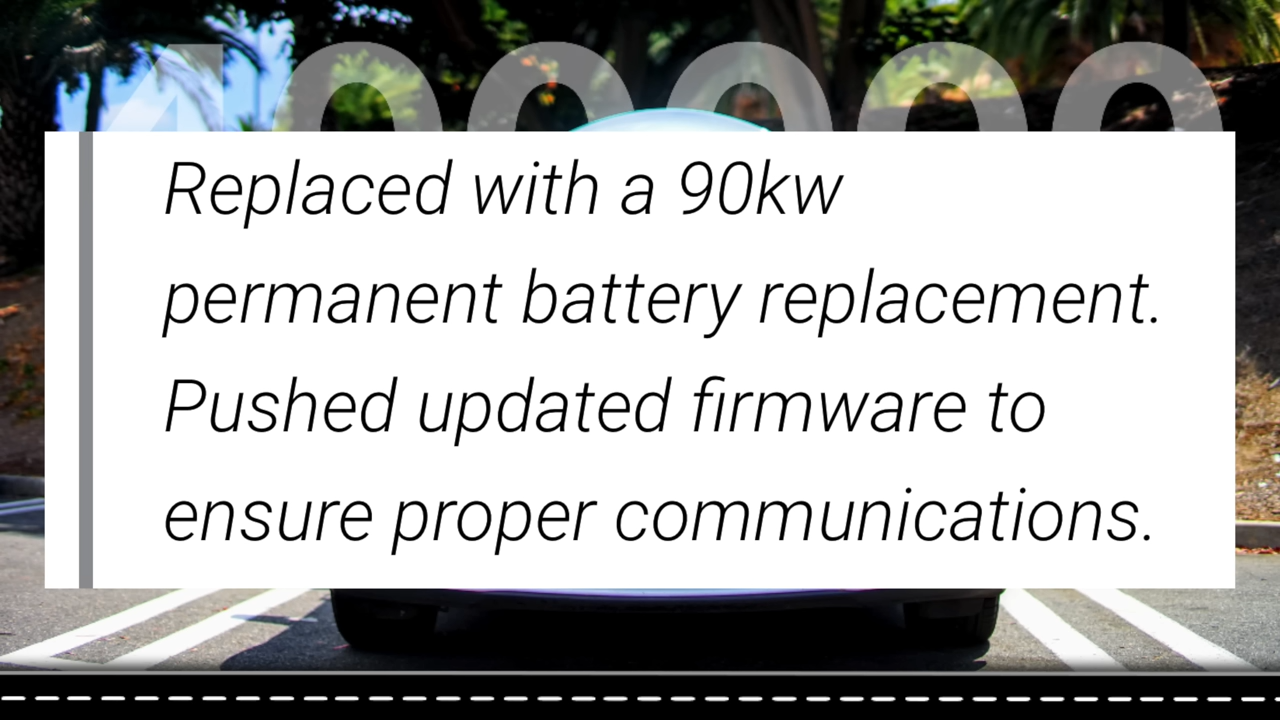 Replaced with a 90kw
permanent battery replacement.
Pushed updated firmware to
ensure proper communications.